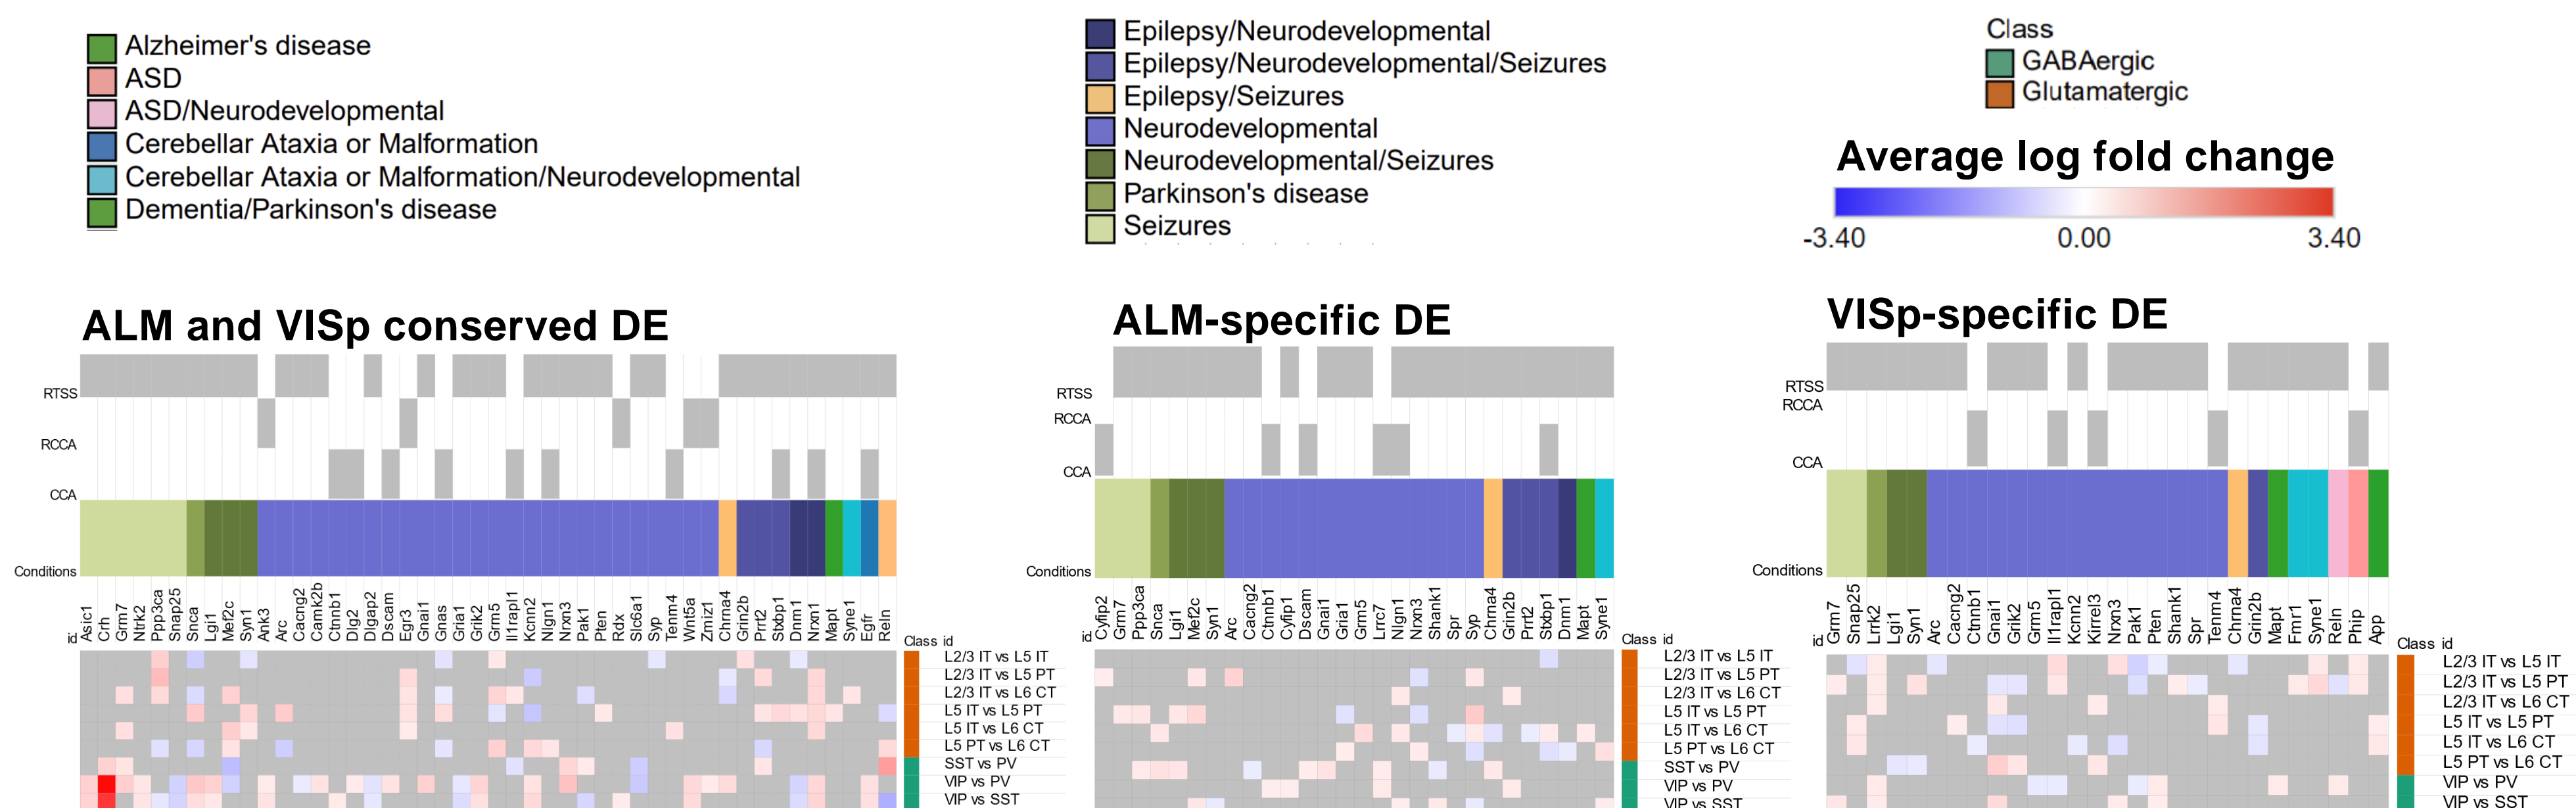 Alzheimer's disease
ASD
ASD/Neurodevelopmental
Cerebellar Ataxia or Malformation
Cerebellar Ataxia or Malformation/Neurodevelopmental
Dementia/Parkinson's disease
Epilepsy/Neurodevelopmental
Epilepsy/Neurodevelopmental/Seizures
Epilepsy/Seizures
Neurodevelopmental
Neurodevelopmental/Seizures
Parkinson's disease
Seizures
Class
GABAergic
Glutamatergic
Average log fold change
-3.40 0.00 3.40
ALM and VISp conserved DE
RTSS
RCCA
CCA
Conditions
id Asic1 Crh Grm7 Ntrk2 Ppp3ca Snap25 Snca Lgi1 Mef2c Syn1 Ank3 Arc Cacng2 Camk2b Ctnnb1 Dlg2 Dlgap2 Dscam Egr3 Gnai1 Gnas Gria1 Grik2 Grm5 Il1rapl1 Kcnn2 Nlgn1 Nrxn3 Pak1 Pten Rdx Slc6a1 Syp Tenm4 Wnt5a Zmiz1 Chrna4 Grin2b Prrt2 Stxbp1 Dnm1 Nrxn1 Mapt Syne1 Egfr Reln
Class id
L2/3 IT vs L5 IT
L2/3 IT vs L5 PT
L2/3 IT vs L6 CT
L5 IT vs L5 PT
L5 IT vs L6 CT
L5 PT vs L6 CT
SST vs PV
VIP vs PV
VIP vs SST
ALM-specific DE
RTSS
RCCA
CCA
Conditions
id Cyfip2 Grm7 Ppp3ca Snca Lgi1 Mef2c Syn1 Arc Cacng2 Ctnnb1 Cyfip1 Dscam Gnai1 Gria1 Grm5 Lrrc7 Nlgn1 Nrxn3 Shank1 Spr Syp Chrna4 Grin2b Prrt2 Stxbp1 Dnm1 Mapt Syne1
Class id
L2/3 IT vs L5 IT
L2/3 IT vs L5 PT
L2/3 IT vs L6 CT
L5 IT vs L5 PT
L5 IT vs L6 CT
L5 PT vs L6 CT
SST vs PV
VIP vs PV
VIP vs SST
VISp-specific DE
RTSS
RCCA
CCA
Conditions
id Grm7 Snap25 Lrrk2 Lgi1 Syn1 Arc Cacng2 Ctnnb1 Gnai1 Grik2 Grm5 Il1rapl1 Kcnn2 Kirrel3 Nrxn3 Pak1 Pten Shank1 Spr Tenm4 Chrna4 Grin2b Mapt Fmr1 Syne1 Reln Phip App
Class id
L2/3 IT vs L5 IT
L2/3 IT vs L5 PT
L2/3 IT vs L6 CT
L5 IT vs L5 PT
L5 IT vs L6 CT
L5 PT vs L6 CT
VIP vs PV
VIP vs SST